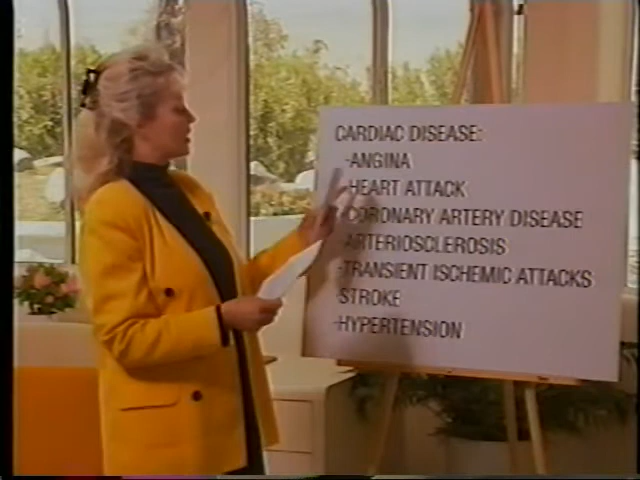 CARDIAC DISEASE:
-ANGINA
-HEART ATTACK
-CORONARY ARTERY DISEASE
-ARTERIOSCLEROSIS
-TRANSIENT ISCHEMIC ATTACKS
-STROKE
-HYPERTENSION